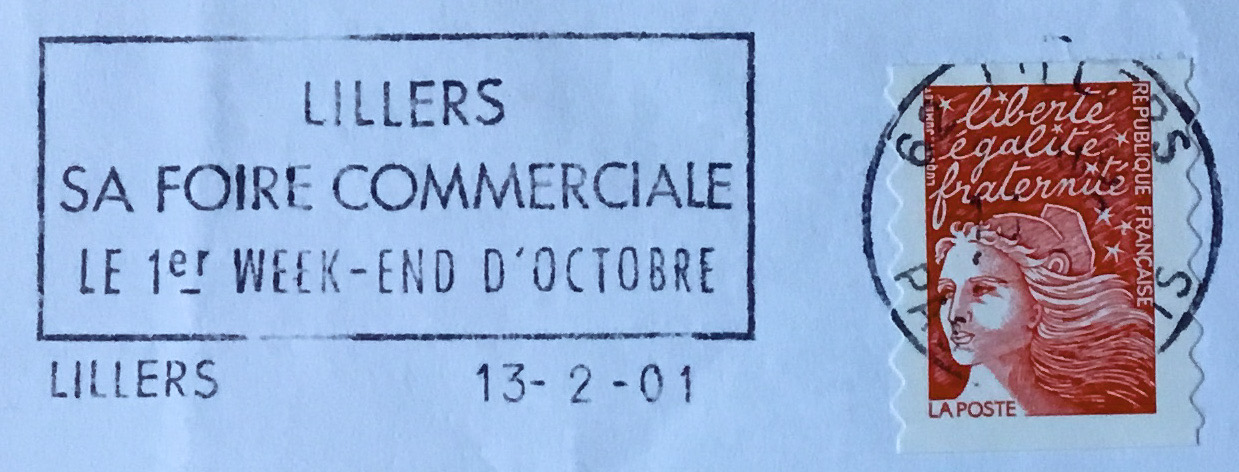 LILLERS
SA FOIRE COMMERCIALE
LE 1er WEEK-END D'OCTOBRE
LILLERS 13-2-01
liberté
égalité
fraternité
RÉPUBLIQUE FRANÇAISE
LA POSTE